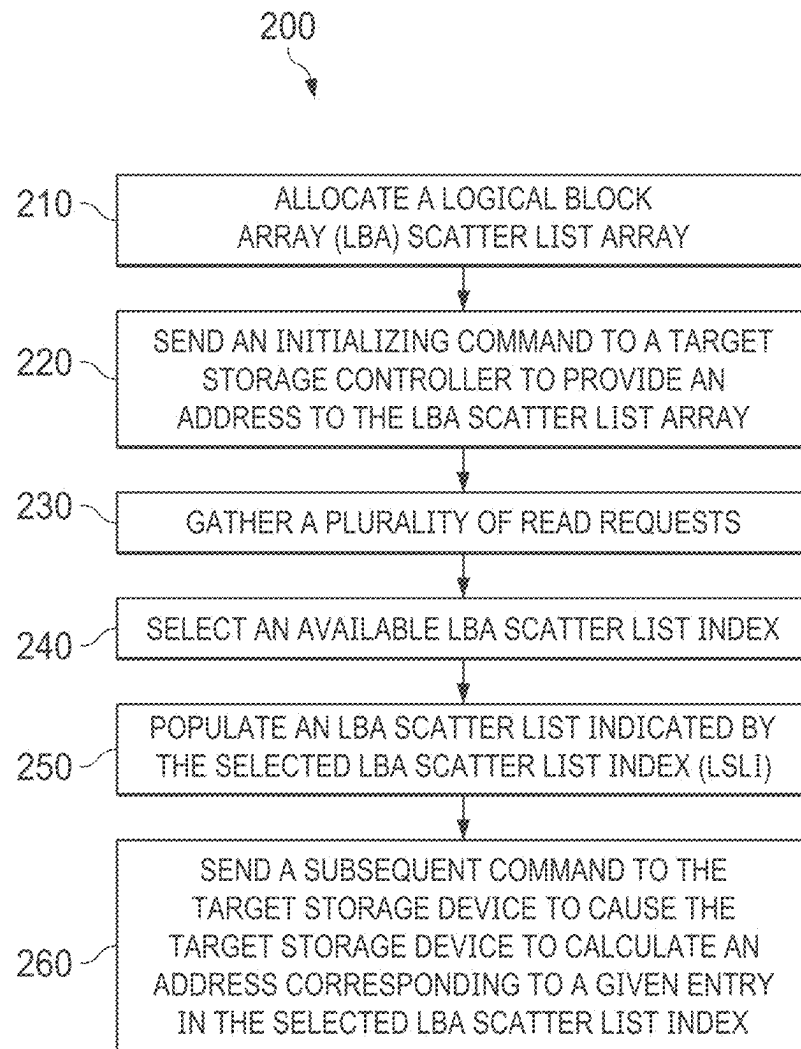 200
210
ALLOCATE A LOGICAL BLOCK
ARRAY (LBA) SCATTER LIST ARRAY
220
SEND AN INITIALIZING COMMAND TO A TARGET
STORAGE CONTROLLER TO PROVIDE AN
ADDRESS TO THE LBA SCATTER LIST ARRAY
230
GATHER A PLURALITY OF READ REQUESTS
240
SELECT AN AVAILABLE LBA SCATTER LIST INDEX
250
POPULATE AN LBA SCATTER LIST INDICATED BY
THE SELECTED LBA SCATTER LIST INDEX (LSLI)
260
SEND A SUBSEQUENT COMMAND TO THE
TARGET STORAGE DEVICE TO CAUSE THE
TARGET STORAGE DEVICE TO CALCULATE AN
ADDRESS CORRESPONDING TO A GIVEN ENTRY
IN THE SELECTED LBA SCATTER LIST INDEX